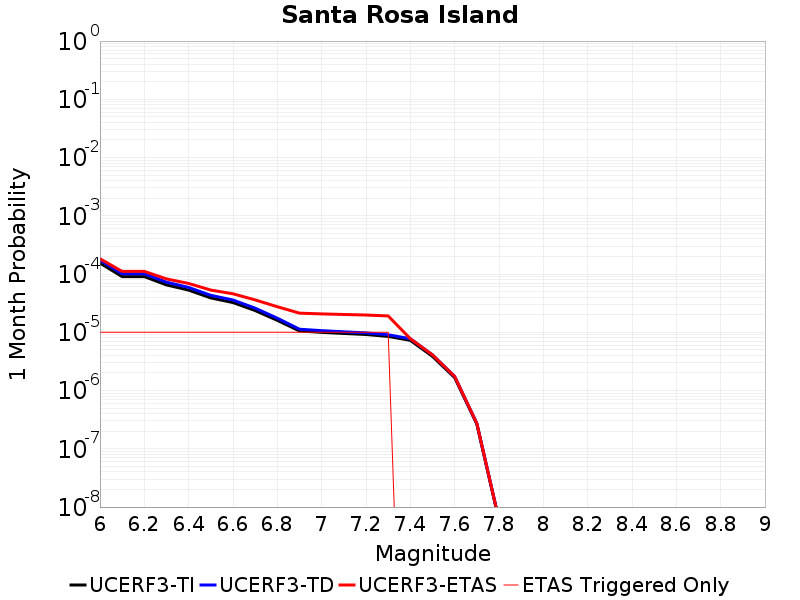 Santa Rosa Island
1 Month Probability
10^0
10^-1
10^-2
10^-3
10^-4
10^-5
10^-6
10^-7
10^-8
6 6.2 6.4 6.6 6.8 7 7.2 7.4 7.6 7.8 8 8.2 8.4 8.6 8.8 9
Magnitude
UCERF3-TI UCERF3-TD UCERF3-ETAS ETAS Triggered Only